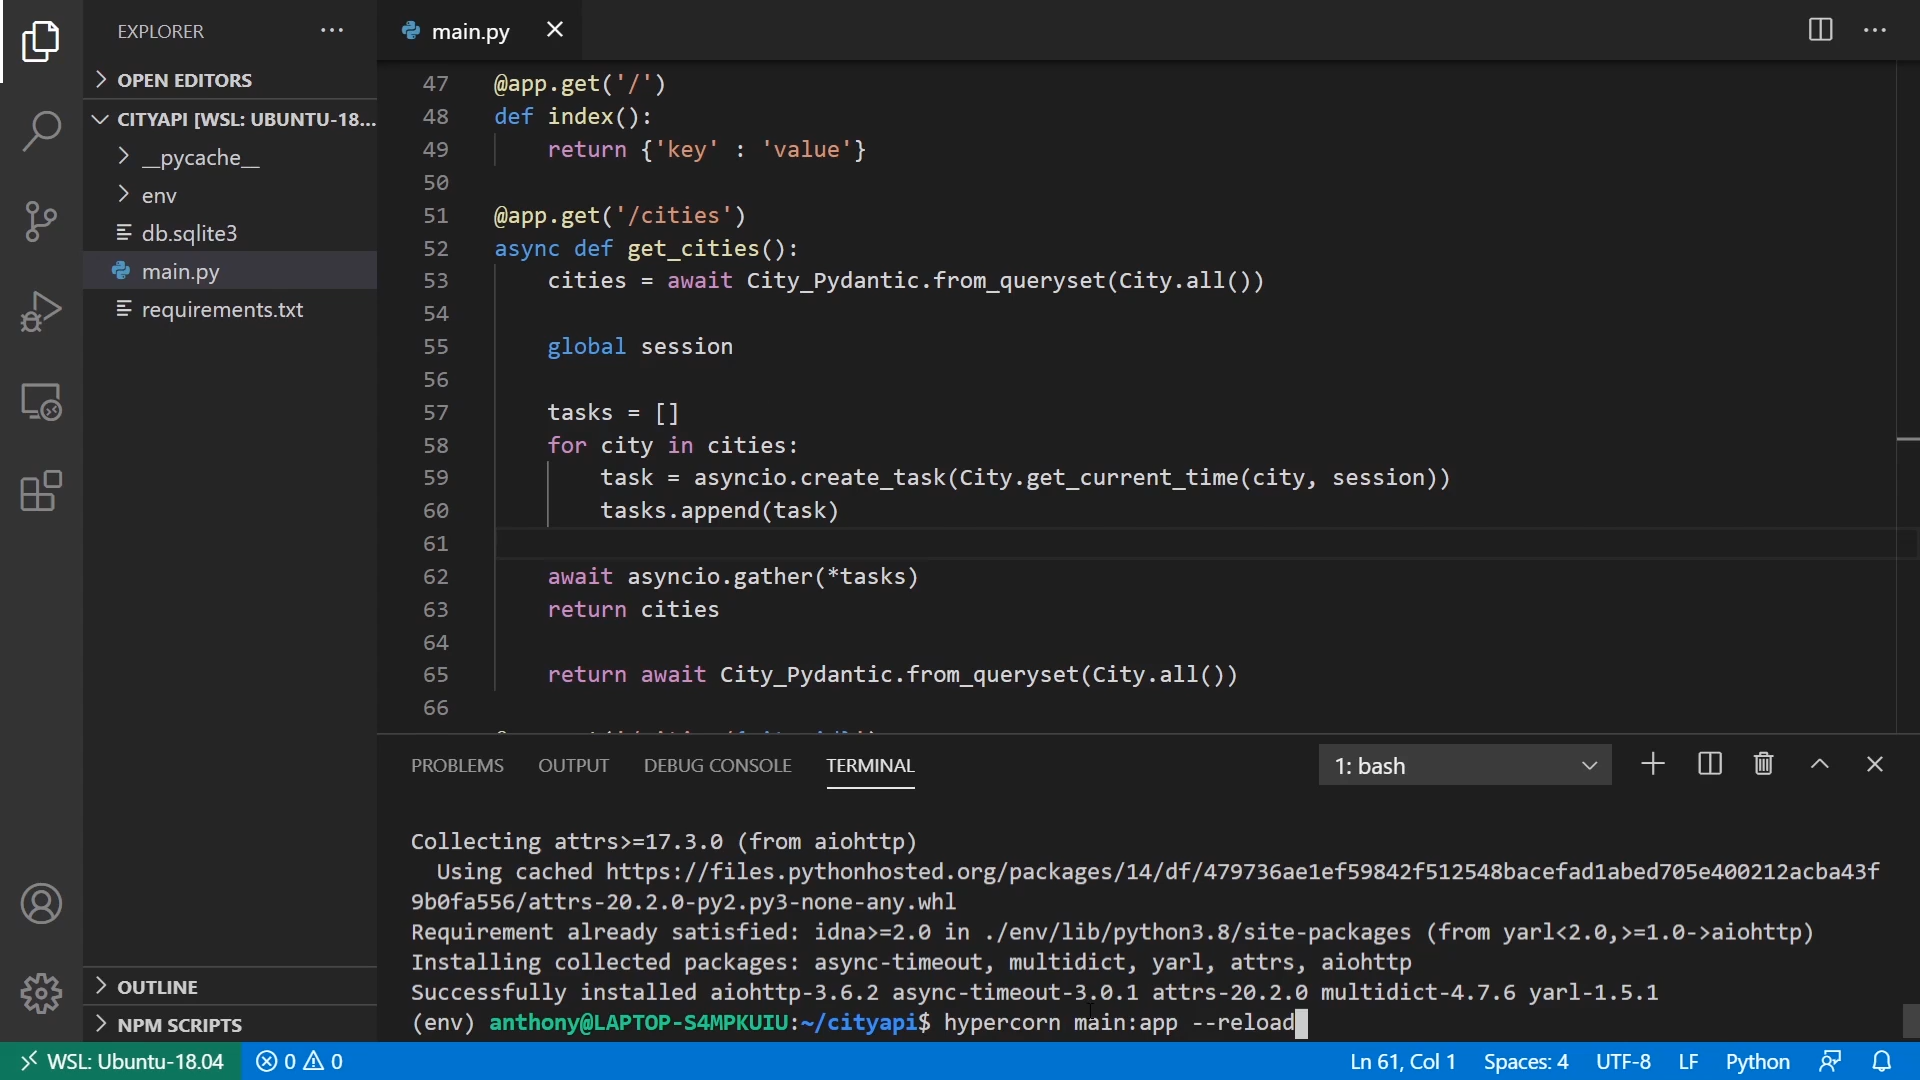 EXPLORER
OPEN EDITORS
CITYAPI [WSL: UBUNTU-18...
__pycache__
env
db.sqlite3
main.py
requirements.txt
OUTLINE
NPM SCRIPTS
main.py
47 @app.get('/')
48 def index():
49 return {'key' : 'value'}
50
51 @app.get('/cities')
52 async def get_cities():
53 cities = await City_Pydantic.from_queryset(City.all())
54
55 global session
56
57 tasks = []
58 for city in cities:
59 task = asyncio.create_task(City.get_current_time(city, session))
60 tasks.append(task)
61
62 await asyncio.gather(*tasks)
63 return cities
64
65 return await City_Pydantic.from_queryset(City.all())
66
PROBLEMS OUTPUT DEBUG CONSOLE TERMINAL 1: bash
Collecting attrs>=17.3.0 (from aiohttp)
Using cached https://files.pythonhosted.org/packages/14/df/479736ae1ef59842f512548bacefad1abed705e400212acba43f
9b0fa556/attrs-20.2.0-py2.py3-none-any.whl
Requirement already satisfied: idna>=2.0 in ./env/lib/python3.8/site-packages (from yarl<2.0,>=1.0->aiohttp)
Installing collected packages: async-timeout, multidict, yarl, attrs, aiohttp
Successfully installed aiohttp-3.6.2 async-timeout-3.0.1 attrs-20.2.0 multidict-4.7.6 yarl-1.5.1
(env) anthony@LAPTOP-S4MPKUIU:~/cityapi$ hypercorn main:app --reload
WSL: Ubuntu-18.04 0 0 Ln 61, Col 1 Spaces: 4 UTF-8 LF Python